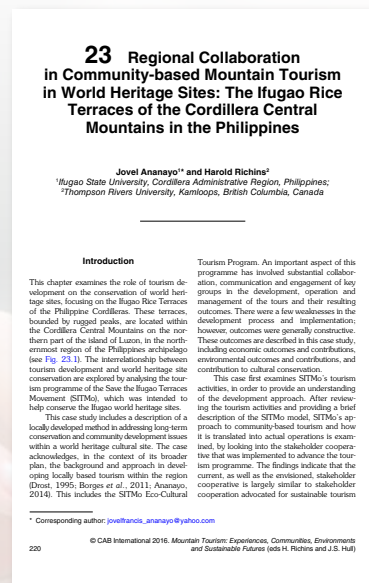 23 Regional Collaboration
in Community-based Mountain Tourism
in World Heritage Sites: The Ifugao Rice
Terraces of the Cordillera Central
Mountains in the Philippines
Jovel Ananayo¹* and Harold Richins²
¹Ifugao State University, Cordillera Administrative Region, Philippines;
²Thompson Rivers University, Kamloops, British Columbia, Canada
Introduction
This chapter examines the role of tourism de-
velopment on the conservation of world heri-
tage sites, focusing on the Ifugao Rice Terraces
of the Philippine Cordilleras. These terraces,
bounded by rugged peaks, are located within
the Cordillera Central Mountains on the nor-
thern part of the island of Luzon, in the north-
ernmost region of the Philippines archipelago
(see Fig. 23.1). The interrelationship between
tourism development and world heritage site
conservation are explored by analysing the tour-
ism programme of the Save the Ifugao Terraces
Movement (SITMo), which was intended to
help conserve the Ifugao world heritage sites.
This case study includes a description of a
locally developed method in addressing long-term
conservation and community development issues
within a world heritage cultural site. The case
acknowledges, in the context of its broader
plan, the background and approach in devel-
oping locally based tourism within the region
(Drost, 1995; Borges et al., 2011; Ananayo,
2014). This includes the SITMo Eco-Cultural
Tourism Program. An important aspect of this
programme has involved substantial collabor-
ation, communication and engagement of key
groups in the development, operation and
management of the tours and their resulting
outcomes. There were a few weaknesses in the
development process and implementation;
however, outcomes were generally constructive.
These outcomes are described in this case study,
including economic outcomes and contributions,
environmental outcomes and contributions, and
contribution to cultural conservation.
This case first examines SITMo's tourism
activities, in order to provide an understanding
of the development approach. After review-
ing the tourism activities and providing a brief
description of the SITMo model, SITMo's ap-
proach to community-based tourism and how
it is translated into actual operations is exam-
ined, by looking into the stakeholder coopera-
tive that was implemented to advance the tour-
ism programme. The findings indicate that the
current, as well as the envisioned, stakeholder
cooperative is largely similar to stakeholder
cooperation advocated for sustainable tourism
* Corresponding author: jovelfrancis_ananayo@yahoo.com
© CAB International 2016. Mountain Tourism: Experiences, Communities, Environments
220 and Sustainable Futures (eds H. Richins and J.S. Hull)